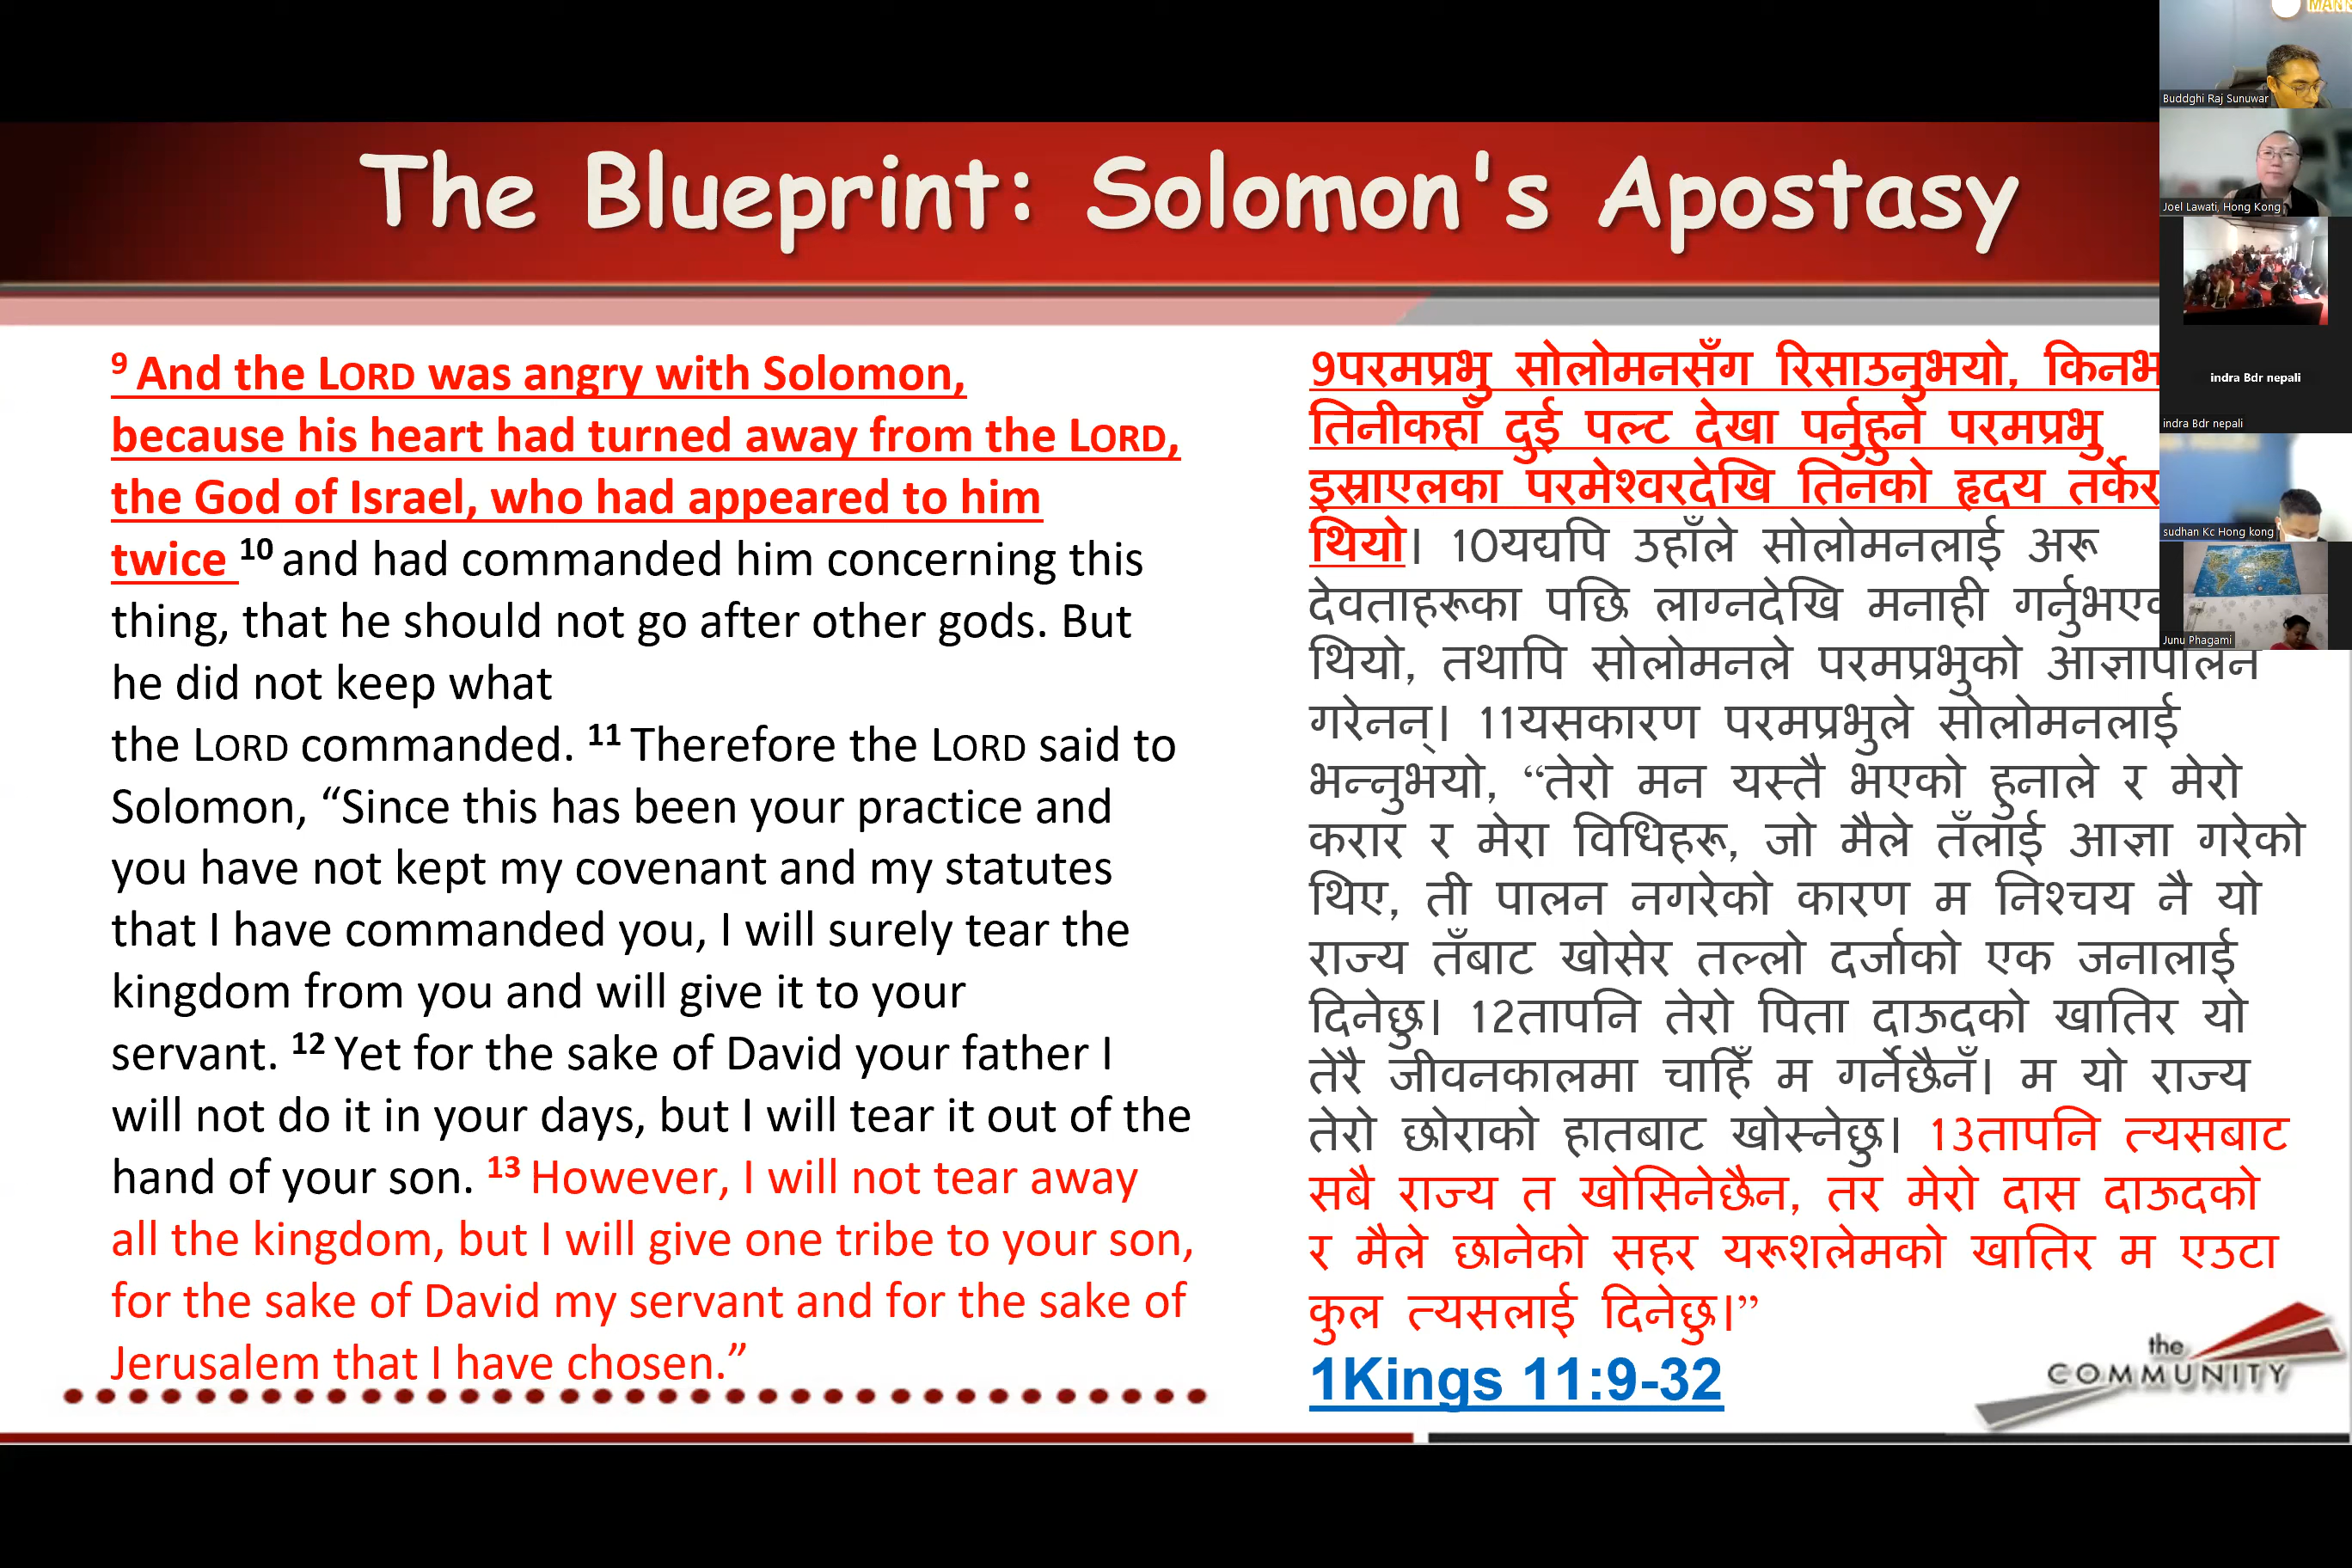 The Blueprint: Solomon's Apostasy
9 And the LORD was angry with Solomon,
because his heart had turned away from the LORD,
the God of Israel, who had appeared to him
twice 10 and had commanded him concerning this
thing, that he should not go after other gods. But
he did not keep what
the LORD commanded. 11 Therefore the LORD said to
Solomon, “Since this has been your practice and
you have not kept my covenant and my statutes
that I have commanded you, I will surely tear the
kingdom from you and will give it to your
servant. 12 Yet for the sake of David your father I
will not do it in your days, but I will tear it out of the
hand of your son. 13 However, I will not tear away
all the kingdom, but I will give one tribe to your son,
for the sake of David my servant and for the sake of
Jerusalem that I have chosen.”
9परमप्रभु सोलोमनसँग रिसाउनुभयो,
तिनीकहाँ दुई पल्ट देखा पर्नुहुने परमप्रभु
इस्राएलका परमेश्‍वरदेखि तिनको हृदय तर्केर
थियो। 10यद्यपि उहाँले सोलोमनलाई अरू
देवताहरूका पछि लाग्नदेखि मनाही
थियो, तथापि सोलोमनले परमप्रभुको आज्ञापालन
गरेनन्। 11यसकारण परमप्रभुले सोलोमनलाई
भन्नुभयो, “तेरो मन यस्तै भएको हुनाले र मेरो
करार र मेरा विधिहरू, जो मैले तँलाई आज्ञा गरेको
थिए, ती पालन नगरेको कारण म निश्चय नै यो
राज्य तँबाट खोसेर तल्लो दर्जाको एक जनालाई
दिनेछु। 12तापनि तेरो पिता दाऊदको खातिर यो
तेरै जीवनकालमा चाहिँ म गर्नेछैनँ। म यो राज्य
तेरो छोराको हातबाट खोस्नेछु। 13तापनि त्यसबाट
सबै राज्य त खोसिनेछैन, तर मेरो दास दाऊदको
र मैले छानेको सहर यरूशलेमको खातिर म एउटा
कुल त्यसलाई दिनेछु।”
1Kings 11:9-32
the
COMMUNITY
Buddghi Raj Sunuwar
Joel Lawati, Hong Kong
indra Bdr nepali
indra Bdr nepali
sudhan Kc Hong kong
Junu Phagami